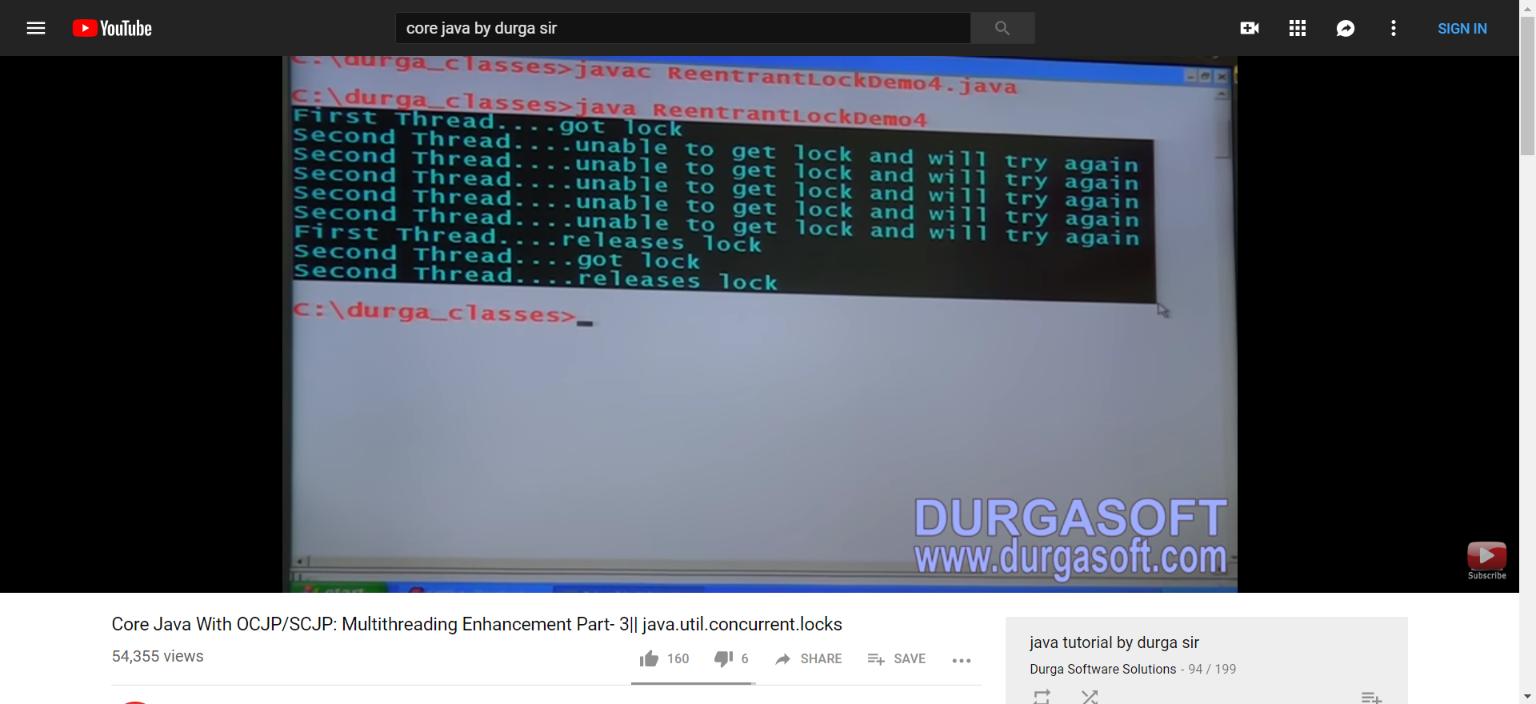 YouTube
core java by durga sir
SIGN IN
C:\durga_classes>javac ReentrantLockDemo4.java
C:\durga_classes>java ReentrantLockDemo4
First Thread....got lock
Second Thread....unable to get lock and will try again
Second Thread....unable to get lock and will try again
Second Thread....unable to get lock and will try again
Second Thread....unable to get lock and will try again
Second Thread....unable to get lock and will try again
First Thread....releases lock
Second Thread....got lock
Second Thread....releases lock
C:\durga_classes>_
DURGASOFT
www.durgasoft.com
Subscribe
Core Java With OCJP/SCJP: Multithreading Enhancement Part- 3|| java.util.concurrent.locks
54,355 views
160
6
SHARE
SAVE
java tutorial by durga sir
Durga Software Solutions - 94 / 199